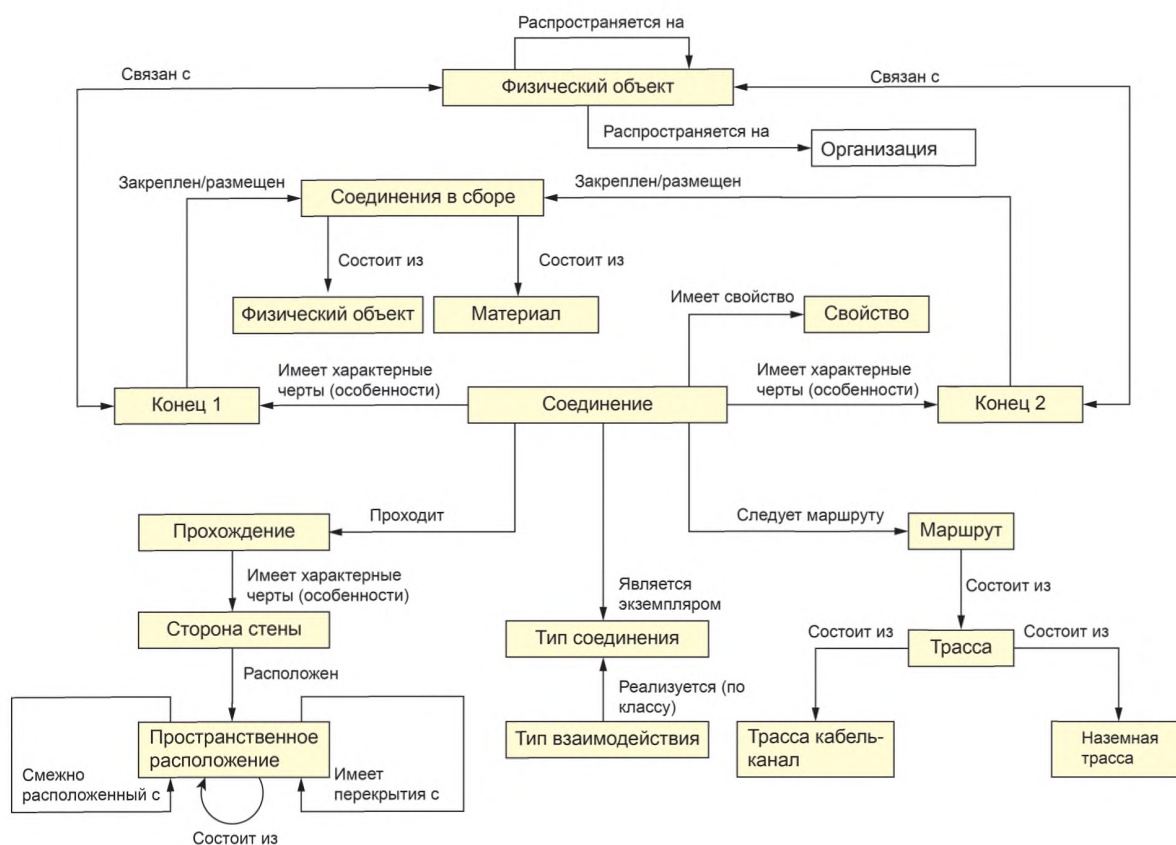 Распространяется на
Связан с
Физический объект
Связан с
Распространяется на
Организация
Закреплен/размещен
Соединения в сборе
Закреплен/размещен
Состоит из
Состоит из
Физический объект
Материал
Имеет свойство
Свойство
Имеет характерные
черты (особенности)
Имеет характерные
черты (особенности)
Конец 1
Соединение
Конец 2
Прохождение
Проходит
Следует маршруту
Маршрут
Имеет характерные
черты (особенности)
Является
экземпляром
Состоит из
Сторона стены
Тип соединения
Состоит из
Трасса
Состоит из
Расположен
Реализуется (по
классу)
Пространственное
расположение
Тип взаимодействия
Трасса кабель-
канал
Наземная
трасса
Смежно
расположенный с
Имеет
перекрытия с
Состоит из